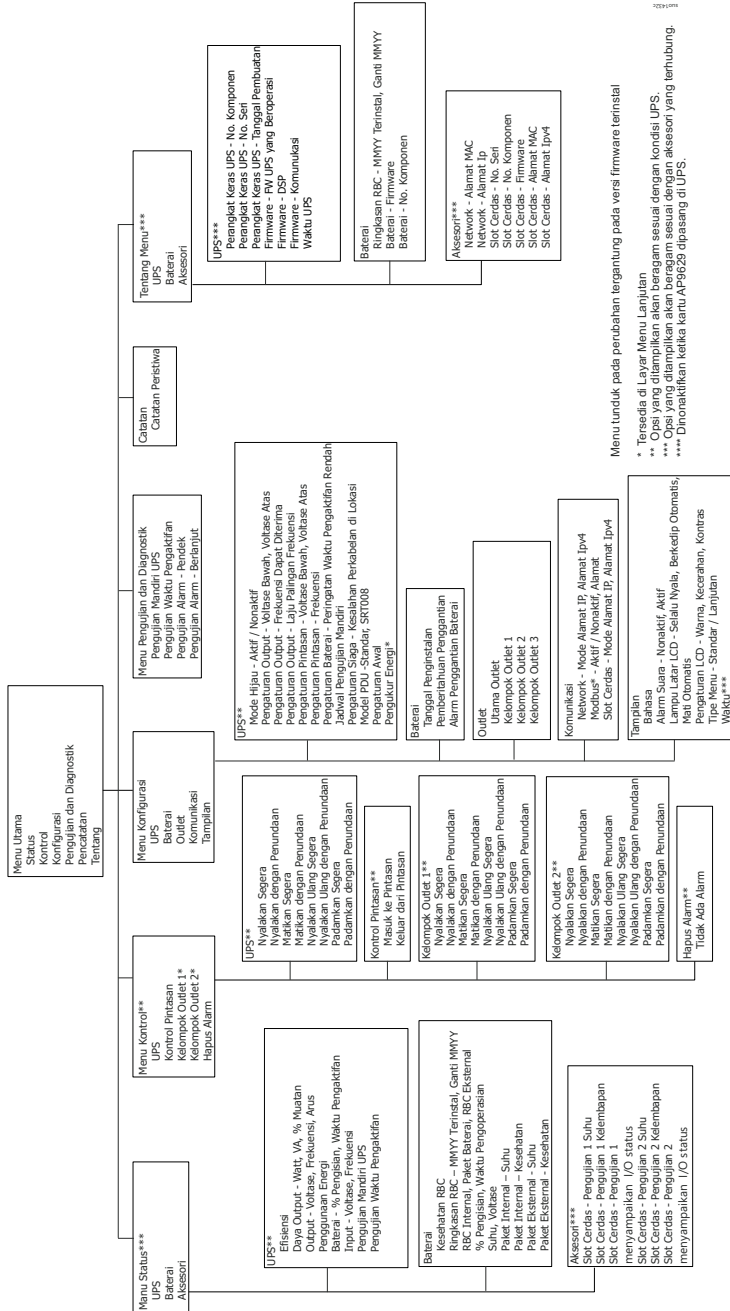 Menu Utama
Status
Kontrol
Konfigurasi
Pengujian dan Diagnostik
Pencatatan
Tentang
Manu Status***
UPS
Baterai
Aksesori
UPS**
Efisiensi
Daya Output - Watt, VA, % Muatan
Output - Voltase, Frekuensi, Arus
Penggunaan Energi
Baterai - % Pengisian, Waktu Pengaktifan
Input - Voltase, Frekuensi
Pengujian Mandiri UPS
Pengujian Waktu Pengaktifan
Baterai
Kesehatan RBC
Ringkasan RBC – MMYY Terinstal, Ganti MMYY
RBC Internal, Paket Baterai, RBC Eksternal
% Pengisian, Waktu Pengoperasian
Suhu, Voltase
Paket Internal – Suhu
Paket Internal – Kesehatan
Paket Eksternal - Suhu
Paket Eksternal - Kesehatan
Aksesori***
Slot Cerdas - Pengujian 1 Suhu
Slot Cerdas - Pengujian 1 Kelembapan
Slot Cerdas - Pengujian 1
menyampaikan I/O status
Slot Cerdas - Pengujian 2 Suhu
Slot Cerdas - Pengujian 2 Kelembapan
Slot Cerdas - Pengujian 2
menyampaikan I/O status
Menu Kontrol**
UPS
Kontrol Pintasan
Kelompok Outlet 1*
Kelompok Outlet 2*
Hapus Alarm
UPS**
Nyalakan Segera
Nyalakan dengan Penundaan
Matikan Segera
Matikan dengan Penundaan
Nyalakan Ulang Segera
Nyalakan Ulang dengan Penundaan
Padamkan Segera
Padamkan dengan Penundaan
Kontrol Pintasan**
Masuk ke Pintasan
Keluar dari Pintasan
Kelompok Outlet 1**
Nyalakan Segera
Nyalakan dengan Penundaan
Matikan Segera
Matikan dengan Penundaan
Nyalakan Ulang Segera
Nyalakan Ulang dengan Penundaan
Padamkan Segera
Padamkan dengan Penundaan
Kelompok Outlet 2**
Nyalakan Segera
Nyalakan dengan Penundaan
Matikan Segera
Matikan dengan Penundaan
Nyalakan Ulang Segera
Nyalakan Ulang dengan Penundaan
Padamkan Segera
Padamkan dengan Penundaan
Hapus Alarm**
Tidak Ada Alarm
Menu Konfigurasi
UPS
Baterai
Outlet
Komunikasi
Tampilan
UPS**
Mode Hijau - Aktif / Nonaktif
Pengaturan Output - Voltase Bawah, Voltase Atas
Pengaturan Output - Frekuensi Dapat Diterima
Pengaturan Output - Laju Palingan Frekuensi
Pengaturan Pintasan - Voltase Bawah, Voltase Atas
Pengaturan Pintasan - Frekuensi
Pengaturan Baterai - Peringatan Waktu Pengaktifan Rendah
Jadwal Pengujian Mandiri
Pengaturan Siaga - Kesalahan Perkabelan di Lokasi
Model PDU -Standar, SRT008
Pengaturan Awal
Pengukur Energi*
Baterai
Tanggal Penginstalan
Pemberitahuan Penggantian
Alarm Penggantian Baterai
Outlet
Utama Outlet
Kelompok Outlet 1
Kelompok Outlet 2
Kelompok Outlet 3
Komunikasi
Network - Mode Alamat IP, Alamat Ipv4
Modbus* - Aktif / Nonaktif, Alamat
Slot Cerdas - Mode Alamat IP, Alamat Ipv4
Tampilan
Bahasa
Alarm Suara - Nonaktif, Aktif
Lampu Latar LCD - Selalu Nyala, Berkedip Otomatis,
Mati Otomatis
Pengaturan LCD - Warna, Kecerahan, Kontras
Tipe Menu - Standar / Lanjutan
Waktu***
Menu Pengujian dan Diagnostik
Pengujian Mandiri UPS
Pengujian Waktu Pengaktifan
Pengujian Alarm - Pendek
Pengujian Alarm - Berlanjut
Catatan
Catatan Peristiwa
Tentang Menu***
UPS
Baterai
Aksesori
UPS***
Perangkat Keras UPS - No. Komponen
Perangkat Keras UPS - No. Seri
Perangkat Keras UPS - Tanggal Pembuatan
Firmware - FW UPS yang Beroperasi
Firmware - DSP
Firmware - Komunukasi
Waktu UPS
Baterai
Ringkasan RBC - MMYY Terinstal, Ganti MMYY
Baterai - Firmware
Baterai - No. Komponen
Aksesori***
Network - Alamat MAC
Network - Alamat Ip
Slot Cerdas - No. Seri
Slot Cerdas - No. Komponen
Slot Cerdas - Firmware
Slot Cerdas - Alamat MAC
Slot Cerdas - Alamat Ipv4
Menu tunduk pada perubahan tergantung pada versi firmware terinstal
* Tersedia di Layar Menu Lanjutan
** Opsi yang ditampilkan akan beragam sesuai dengan kondisi UPS.
*** Opsi yang ditampilkan akan beragam sesuai dengan aksesori yang terhubung.
**** Dinonaktifkan ketika kartu AP9629 dipasang di UPS.